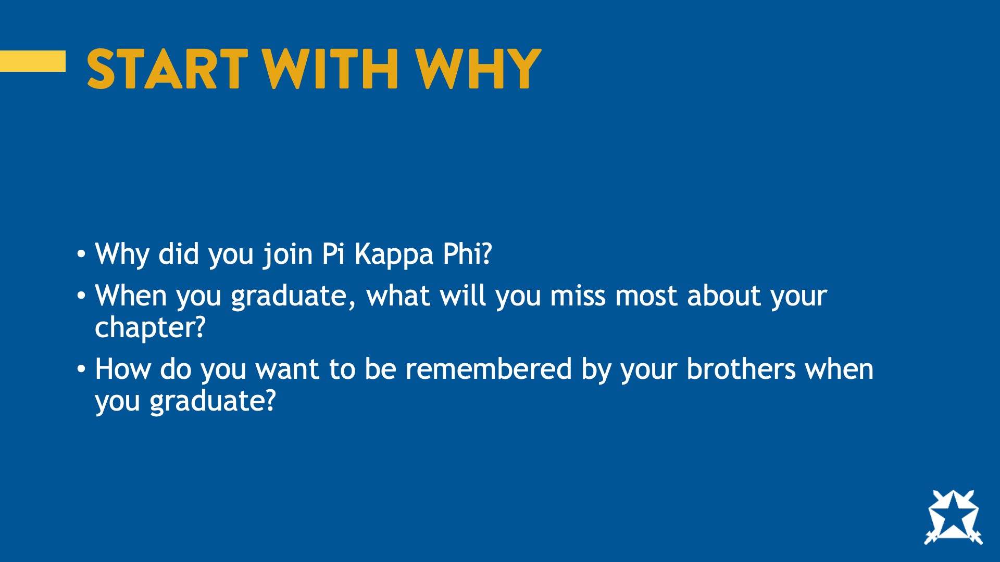 START WITH WHY
• Why did you join Pi Kappa Phi?
• When you graduate, what will you miss most about your
chapter?
• How do you want to be remembered by your brothers when
you graduate?